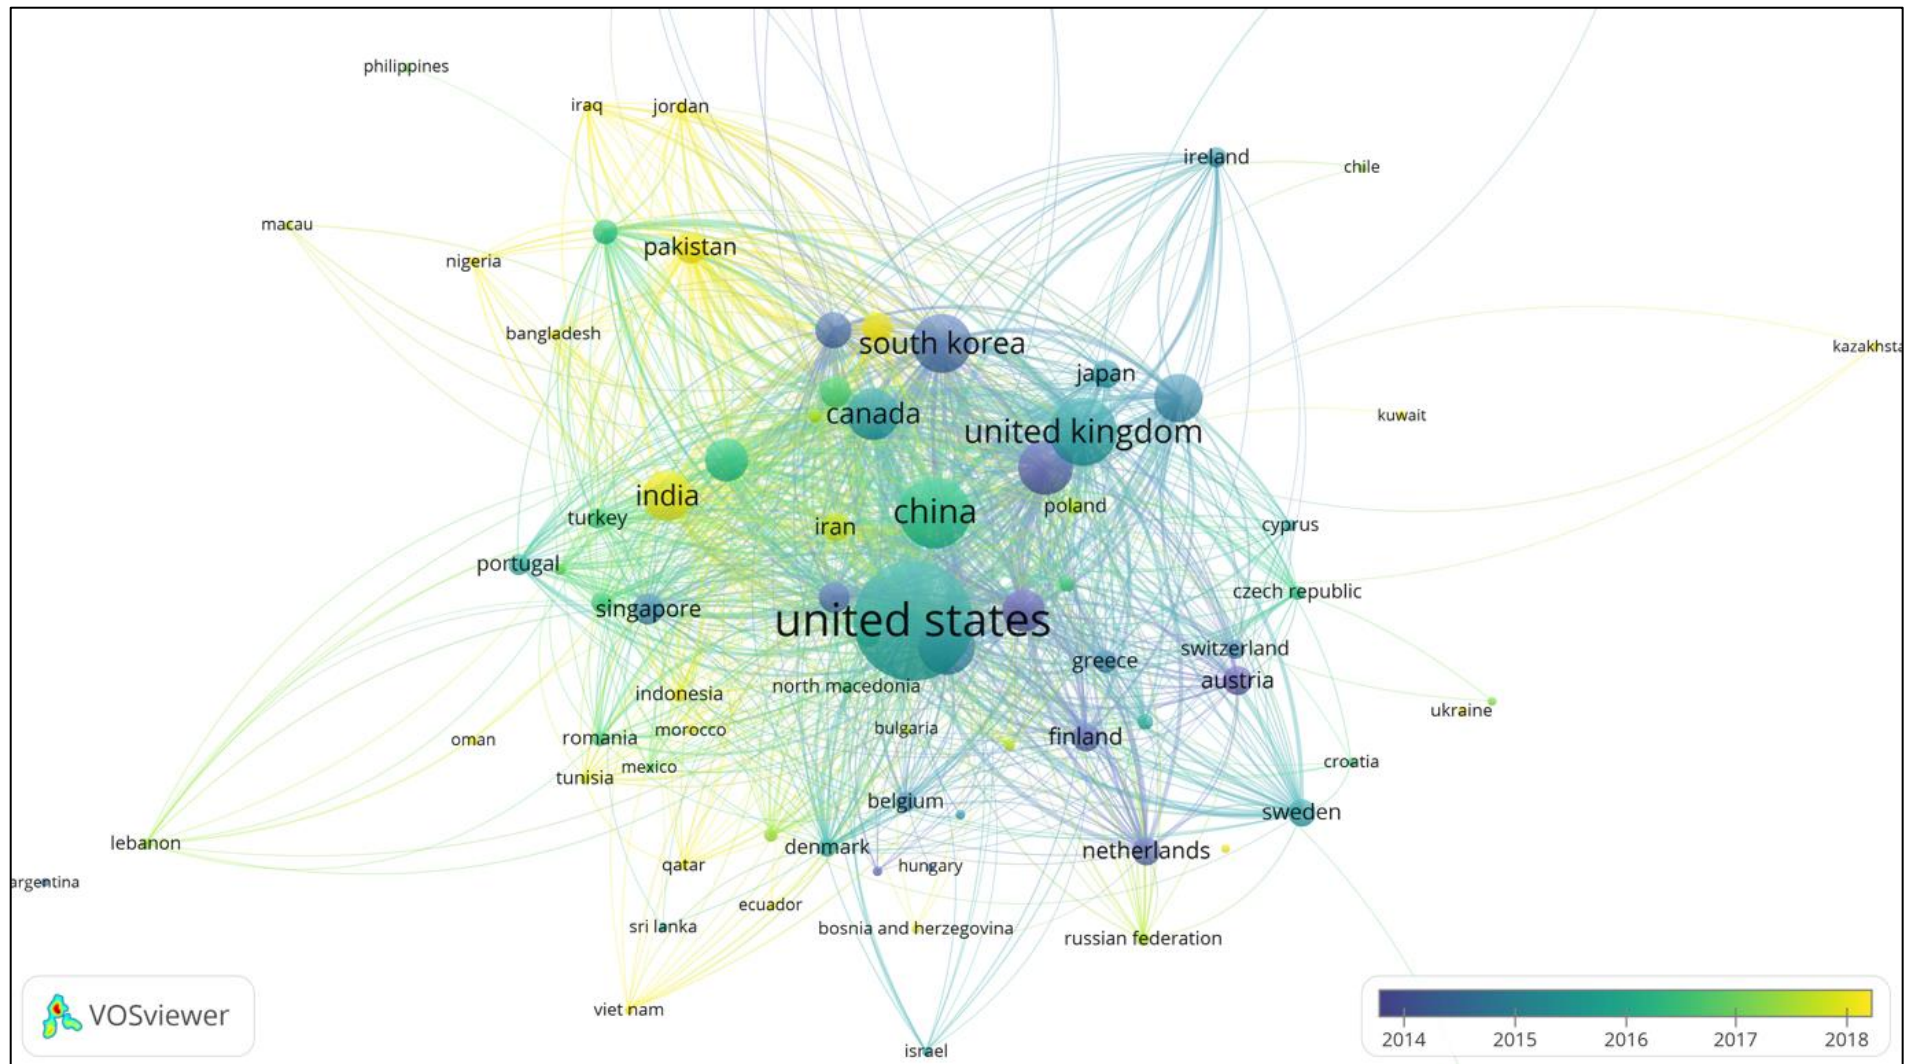 philippines
iraq
jordan
ireland
chile
macau
pakistan
nigeria
bangladesh
south korea
kazakhsta
japan
canada
kuwait
united kingdom
india
poland
china
turkey
cyprus
iran
portugal
czech republic
singapore
united states
switzerland
greece
austria
north macedonia
indonesia
ukraine
morocco
bulgaria
finland
oman
romania
croatia
mexico
tunisia
belgium
sweden
lebanon
denmark
netherlands
qatar
hungary
argentina
ecuador
sri lanka
bosnia and herzegovina
russian federation
viet nam
VOSviewer
israel
2014 2015 2016 2017 2018